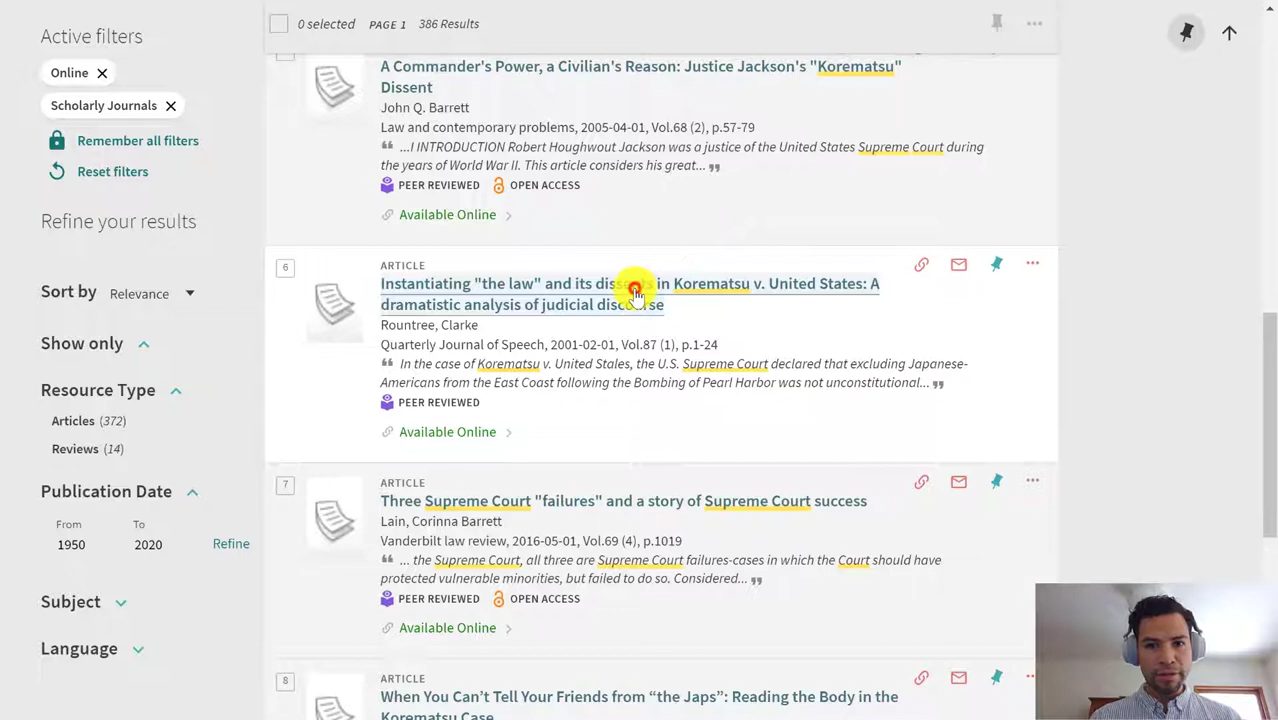 Active filters
Online ✕
Scholarly Journals ✕
Remember all filters
Reset filters
Refine your results
Sort by Relevance
Show only
Resource Type
Articles (372)
Reviews (14)
Publication Date
From To
1950 2020 Refine
Subject
Language
0 selected PAGE 1 386 Results
A Commander's Power, a Civilian's Reason: Justice Jackson's "Korematsu"
Dissent
John Q. Barrett
Law and contemporary problems, 2005-04-01, Vol.68 (2), p.57-79
❝ ...I INTRODUCTION Robert Houghwout Jackson was a justice of the United States Supreme Court during
the years of World War II. This article considers his great... ❞
PEER REVIEWED OPEN ACCESS
Available Online
6
ARTICLE
Instantiating "the law" and its dissents in Korematsu v. United States: A
dramatistic analysis of judicial discourse
Rountree, Clarke
Quarterly Journal of Speech, 2001-02-01, Vol.87 (1), p.1-24
❝ In the case of Korematsu v. United States, the U.S. Supreme Court declared that excluding Japanese-
Americans from the East Coast following the Bombing of Pearl Harbor was not unconstitutional... ❞
PEER REVIEWED
Available Online
7
ARTICLE
Three Supreme Court "failures" and a story of Supreme Court success
Lain, Corinna Barrett
Vanderbilt law review, 2016-05-01, Vol.69 (4), p.1019
❝ ... the Supreme Court, all three are Supreme Court failures-cases in which the Court should have
protected vulnerable minorities, but failed to do so. Considered... ❞
PEER REVIEWED OPEN ACCESS
Available Online
8
ARTICLE
When You Can't Tell Your Friends from “the Japs”: Reading the Body in the
Korematsu Case